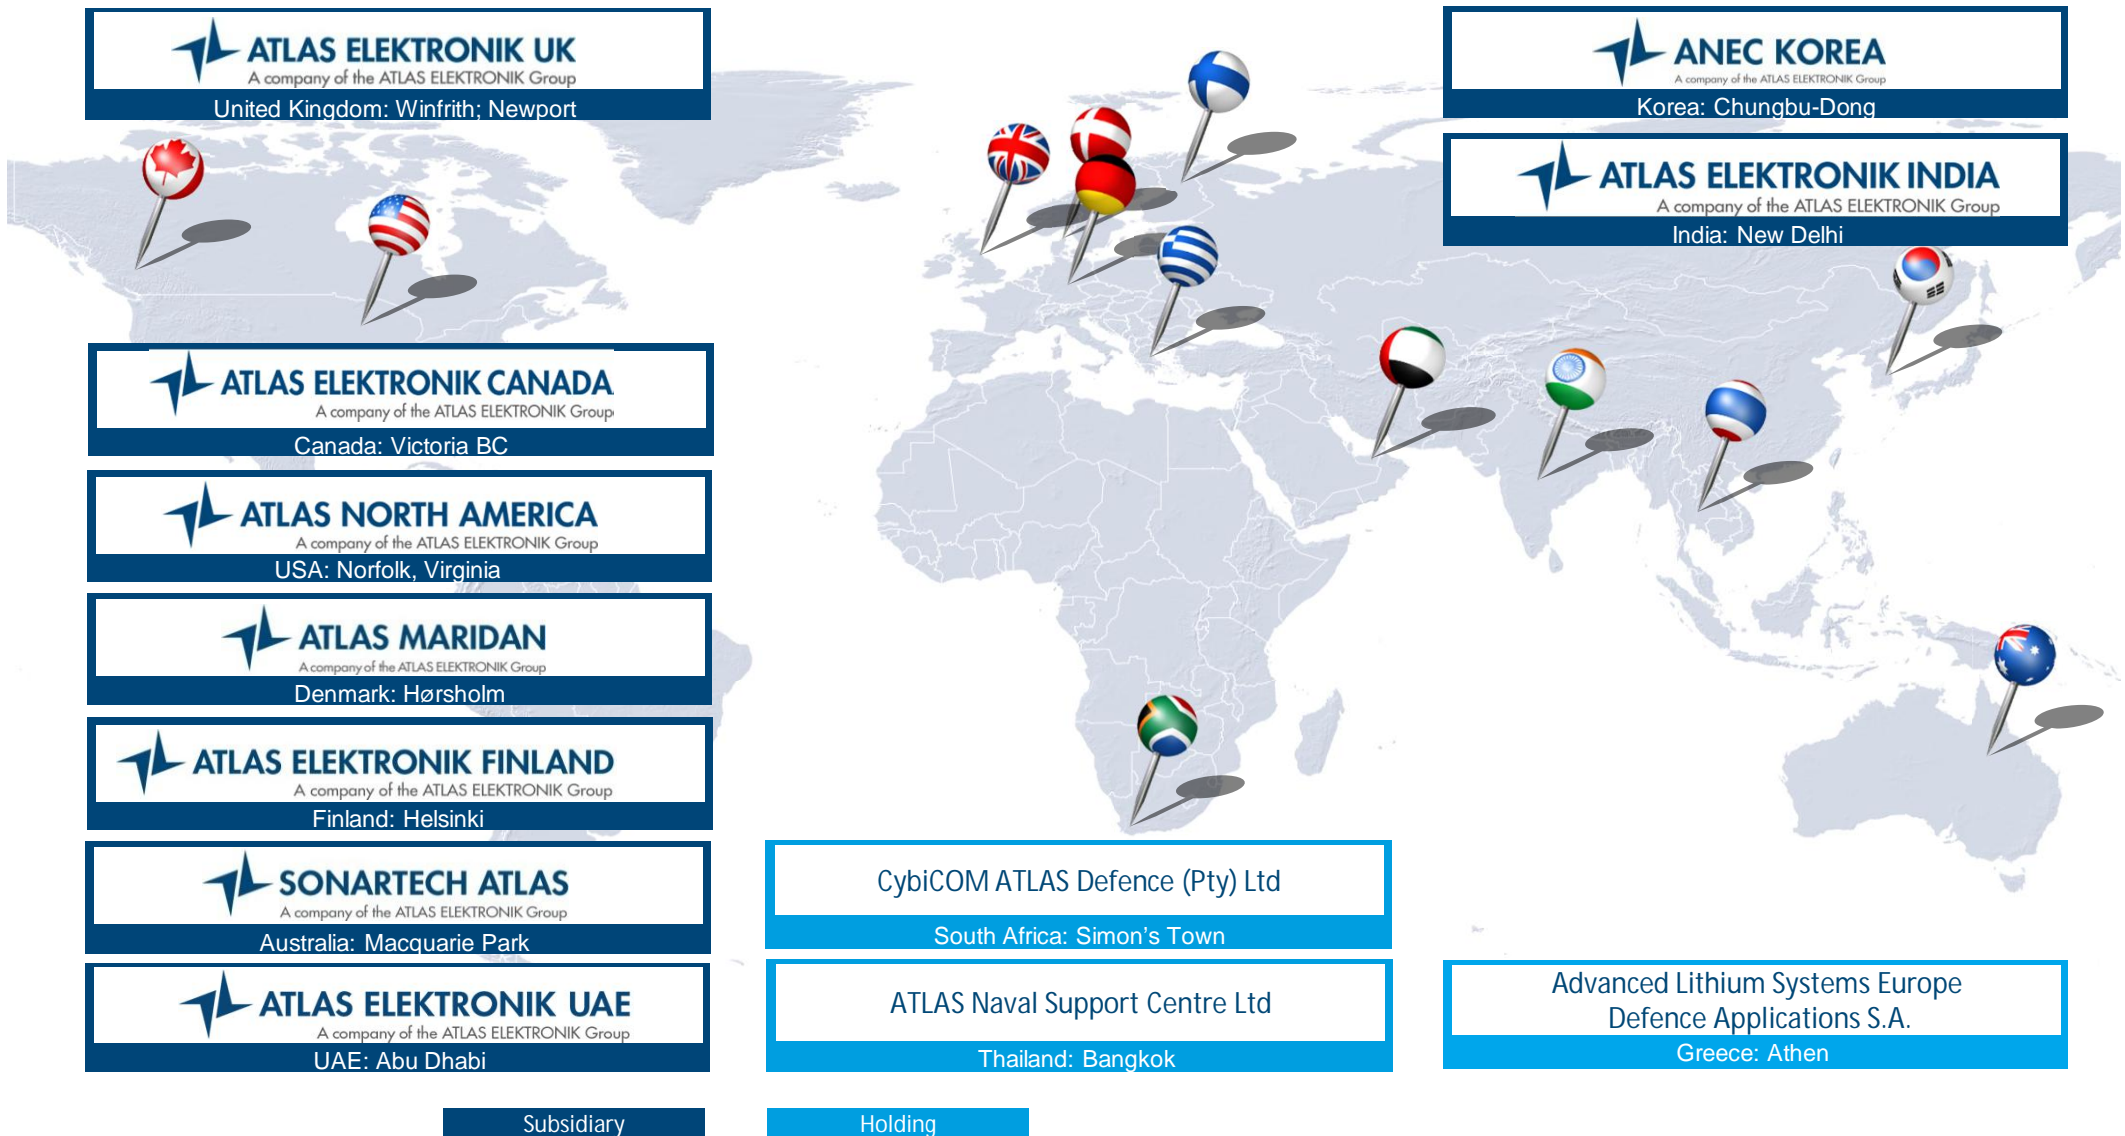 ATLAS ELEKTRONIK UK
A company of the ATLAS ELEKTRONIK Group
United Kingdom: Winfrith; Newport
ANEC KOREA
A company of the ATLAS ELEKTRONIK Group
Korea: Chungbu-Dong
ATLAS ELEKTRONIK INDIA
A company of the ATLAS ELEKTRONIK Group
India: New Delhi
ATLAS ELEKTRONIK CANADA
A company of the ATLAS ELEKTRONIK Group
Canada: Victoria BC
ATLAS NORTH AMERICA
A company of the ATLAS ELEKTRONIK Group
USA: Norfolk, Virginia
ATLAS MARIDAN
A company of the ATLAS ELEKTRONIK Group
Denmark: Hørsholm
ATLAS ELEKTRONIK FINLAND
A company of the ATLAS ELEKTRONIK Group
Finland: Helsinki
SONARTECH ATLAS
A company of the ATLAS ELEKTRONIK Group
Australia: Macquarie Park
ATLAS ELEKTRONIK UAE
A company of the ATLAS ELEKTRONIK Group
UAE: Abu Dhabi
CybiCOM ATLAS Defence (Pty) Ltd
South Africa: Simon's Town
ATLAS Naval Support Centre Ltd
Thailand: Bangkok
Advanced Lithium Systems Europe
Defence Applications S.A.
Greece: Athen
Subsidiary
Holding